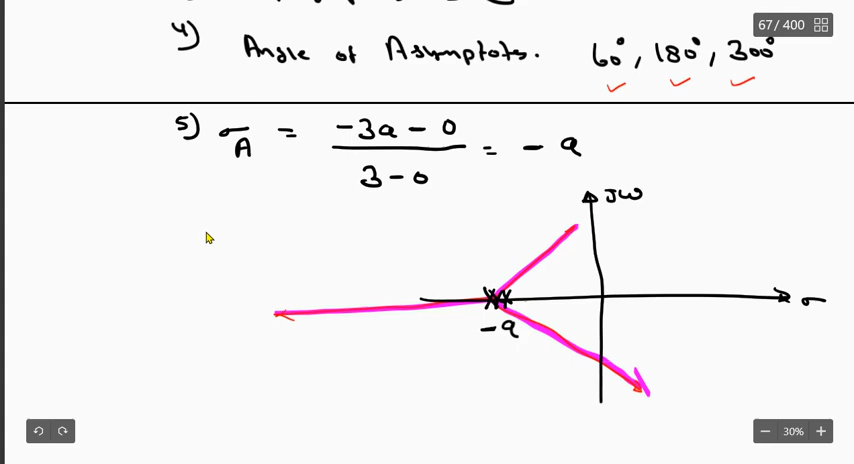 67 / 400
4) Angle of Asymptots. 60°, 180°, 300°
5) σA = -3a - 0 / 3 - 0 = - a
Jω
σ
- a
30%